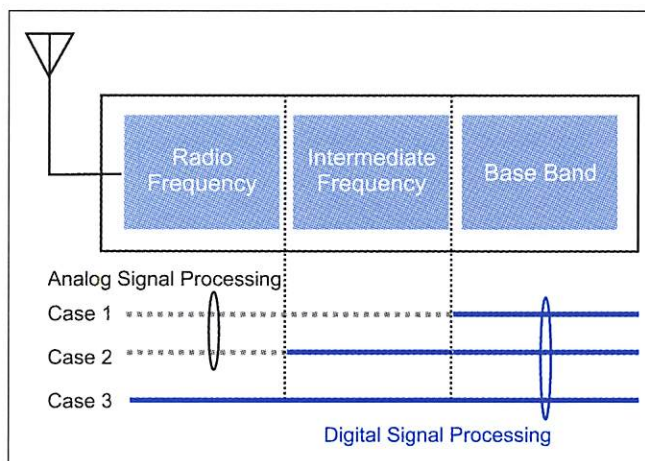 Radio
Frequency
Intermediate
Frequency
Base Band
Analog Signal Processing
Case 1
Case 2
Case 3
Digital Signal Processing